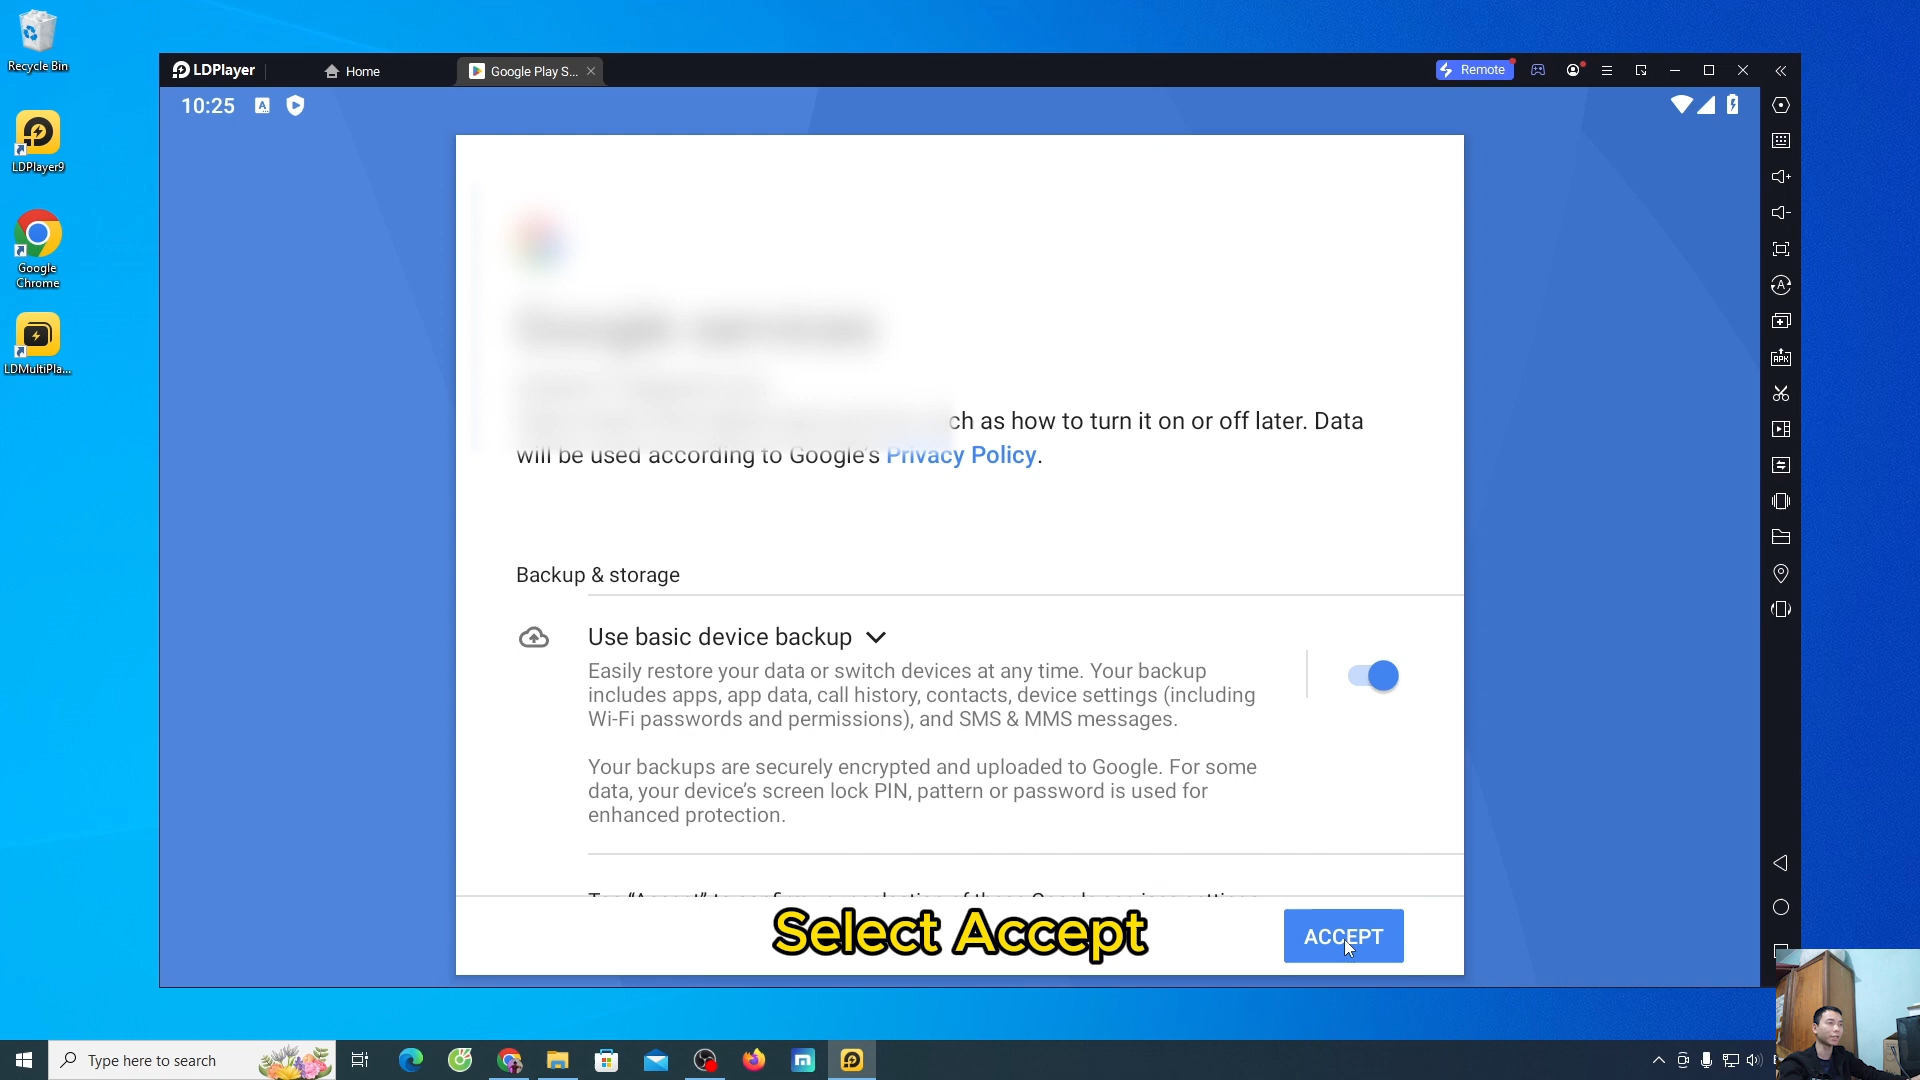 Recycle Bin
LDPlayer9
Google
Chrome
LDMultiPla...
LDPlayer
Home
Google Play S...
Remote
10:25
Google services
ch as how to turn it on or off later. Data
will be used according to Google's Privacy Policy.
Backup & storage
Use basic device backup
Easily restore your data or switch devices at any time. Your backup
includes apps, app data, call history, contacts, device settings (including
Wi-Fi passwords and permissions), and SMS & MMS messages.
Your backups are securely encrypted and uploaded to Google. For some
data, your device's screen lock PIN, pattern or password is used for
enhanced protection.
Select Accept
ACCEPT
Type here to search